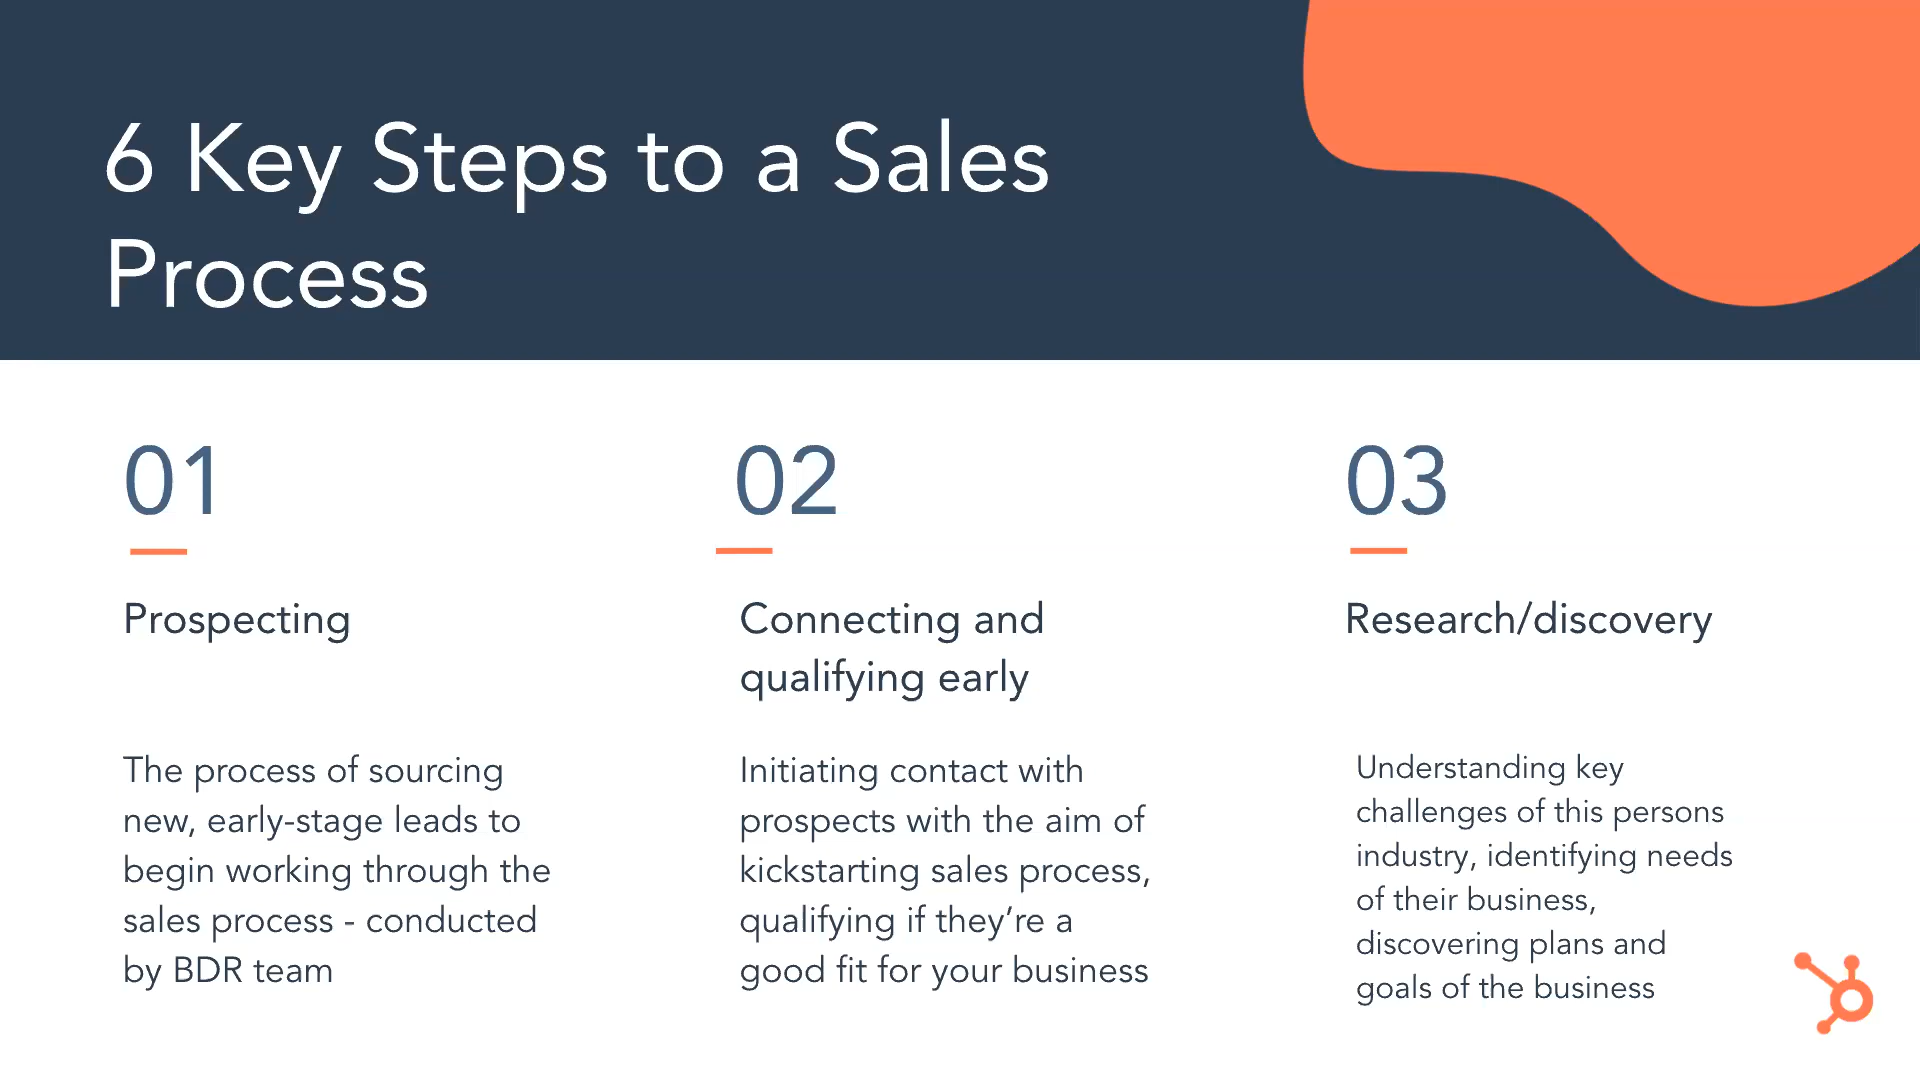 6 Key Steps to a Sales
Process
01
Prospecting
The process of sourcing
new, early-stage leads to
begin working through the
sales process - conducted
by BDR team
02
Connecting and
qualifying early
Initiating contact with
prospects with the aim of
kickstarting sales process,
qualifying if they’re a
good fit for your business
03
Research/discovery
Understanding key
challenges of this persons
industry, identifying needs
of their business,
discovering plans and
goals of the business